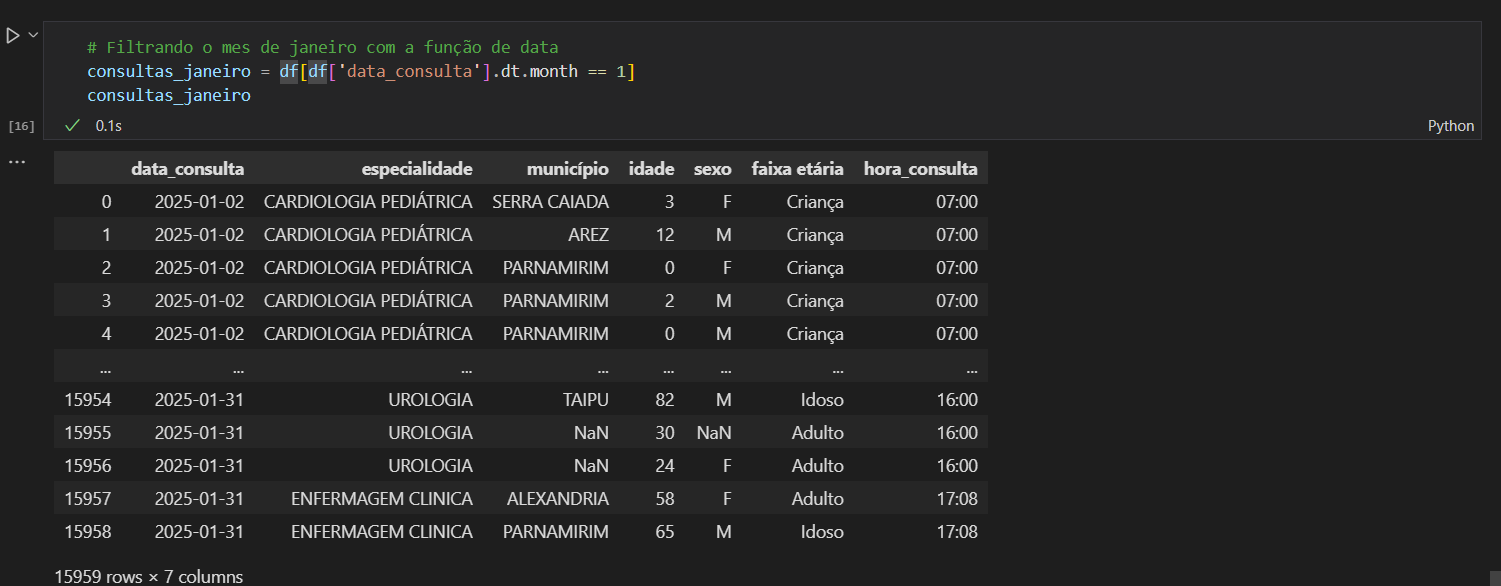 # Filtrando o mes de janeiro com a função de data
consultas_janeiro = df[df['data_consulta'].dt.month == 1]
consultas_janeiro
[16] 0.1s Python
...
data_consulta especialidade município idade sexo faixa etária hora_consulta
0 2025-01-02 CARDIOLOGIA PEDIÁTRICA SERRA CAIADA 3 F Criança 07:00
1 2025-01-02 CARDIOLOGIA PEDIÁTRICA AREZ 12 M Criança 07:00
2 2025-01-02 CARDIOLOGIA PEDIÁTRICA PARNAMIRIM 0 F Criança 07:00
3 2025-01-02 CARDIOLOGIA PEDIÁTRICA PARNAMIRIM 2 M Criança 07:00
4 2025-01-02 CARDIOLOGIA PEDIÁTRICA PARNAMIRIM 0 M Criança 07:00
... ... ... ... ... ... ... ...
15954 2025-01-31 UROLOGIA TAIPU 82 M Idoso 16:00
15955 2025-01-31 UROLOGIA NaN 30 NaN Adulto 16:00
15956 2025-01-31 UROLOGIA NaN 24 F Adulto 16:00
15957 2025-01-31 ENFERMAGEM CLINICA ALEXANDRIA 58 F Adulto 17:08
15958 2025-01-31 ENFERMAGEM CLINICA PARNAMIRIM 65 M Idoso 17:08
15959 rows × 7 columns